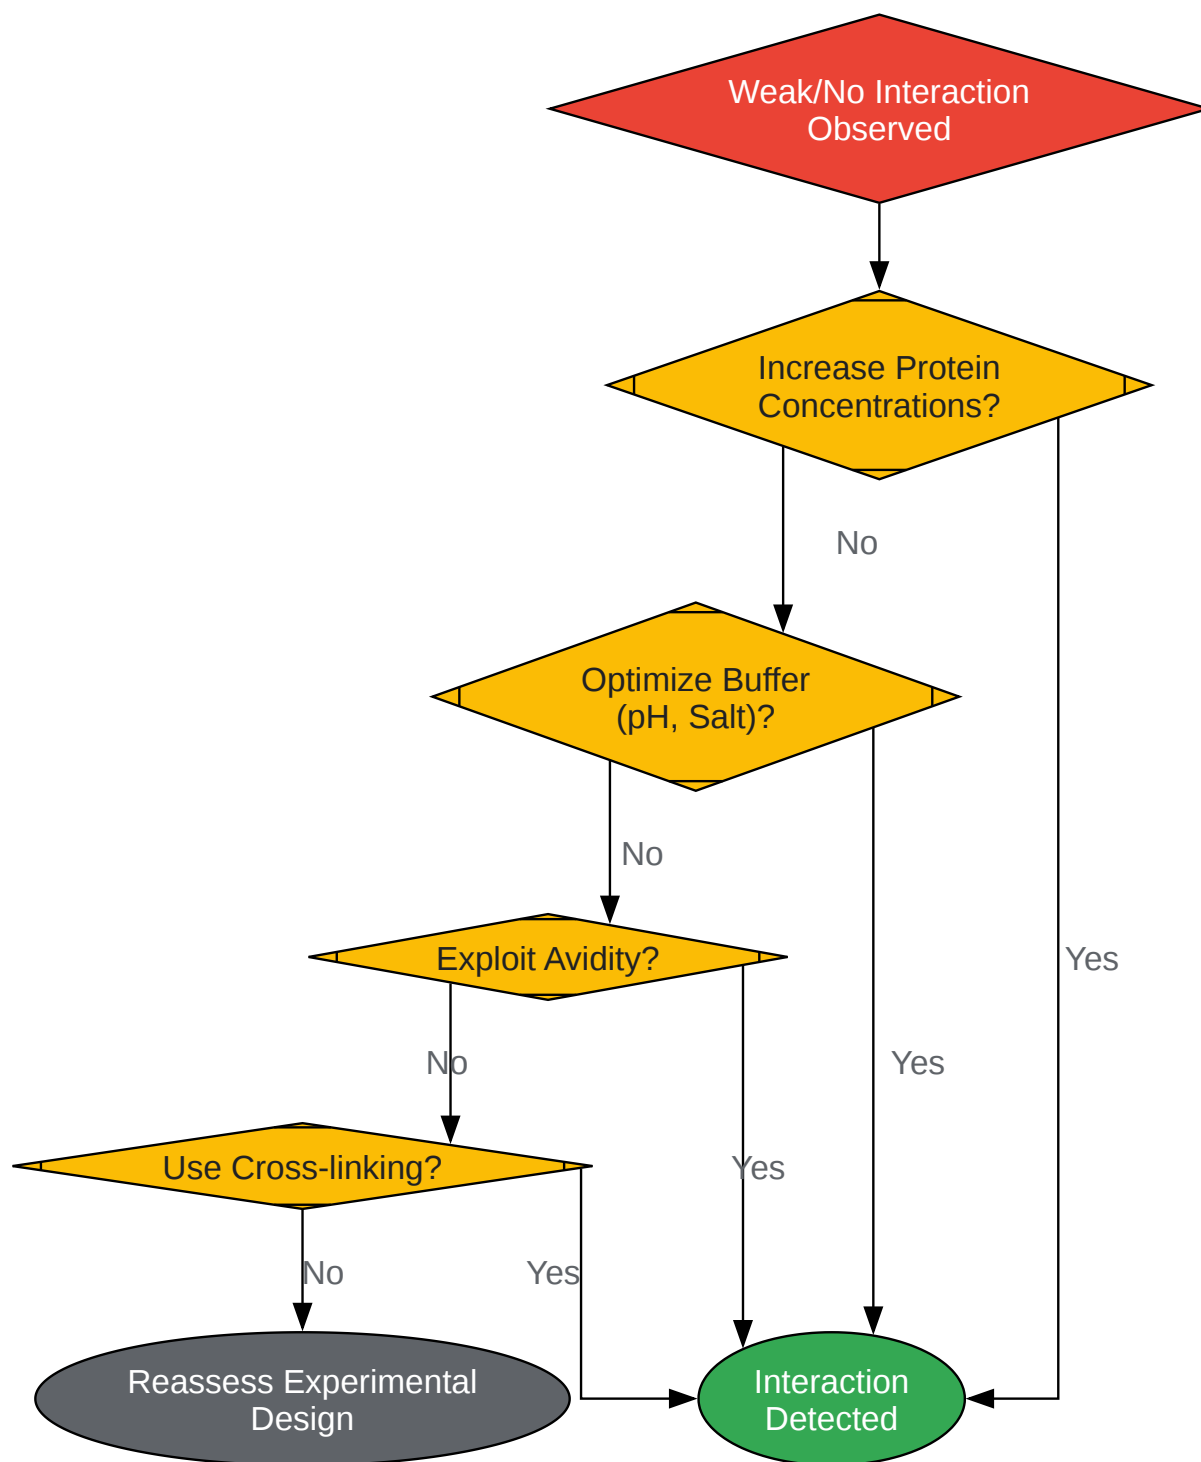 Weak/No Interaction
Observed
Increase Protein
Concentrations?
No
Optimize Buffer
(pH, Salt)?
No
Exploit Avidity?
Yes
No
Yes
Use Cross-linking?
Yes
No
Yes
Reassess Experimental
Design
Interaction
Detected